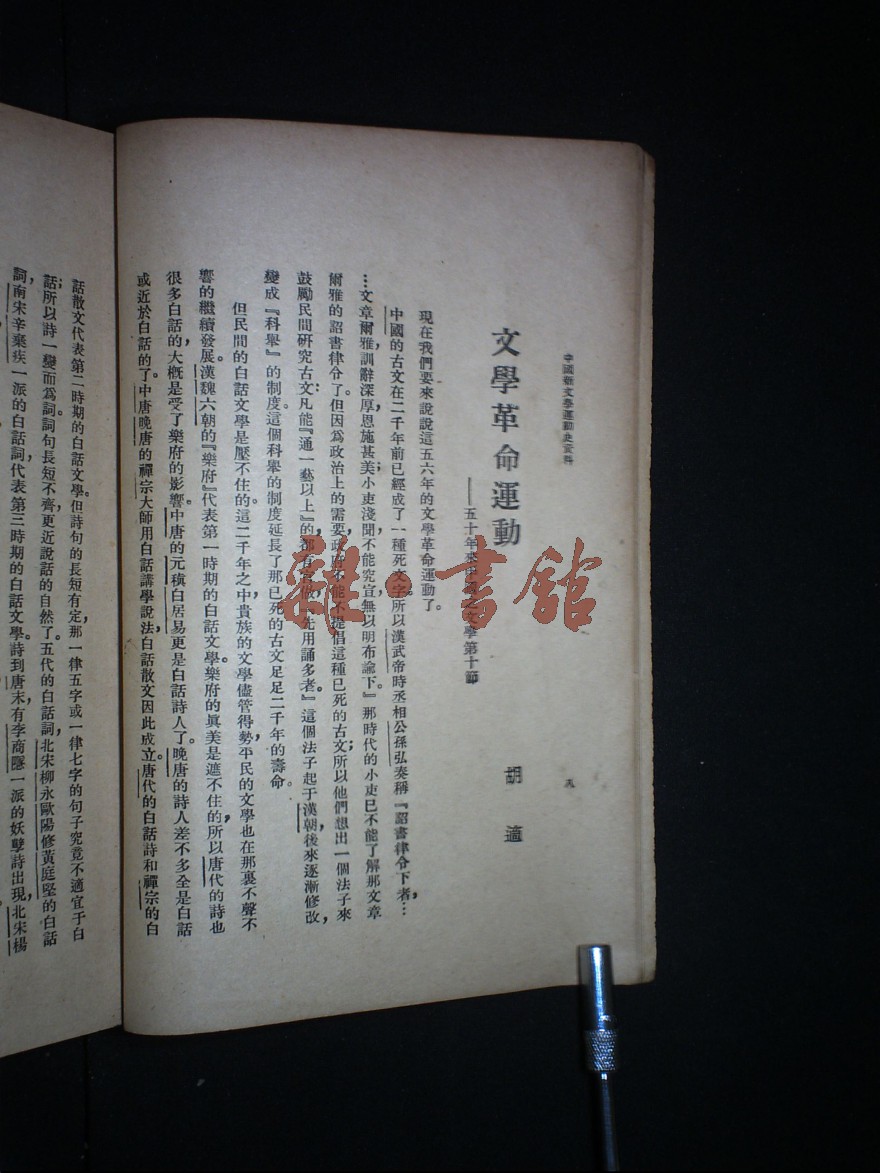 中國新文學運動史資料
八
文學革命運動
——五十年來中國之文學第十節
胡適
現在我們要來說說這五六年的文學革命運動了。
中國的古文在二千年前已經成了一種死文字。所以漢武帝時丞相公孫弘奏稱『詔書律令下者,…
…文章爾雅,訓辭深厚,恩施甚美;小吏淺聞,不能究宣,無以明布諭下。』那時代的小吏已不能了解那文章
爾雅的詔書律令了。但因爲政治上的需要,政府不能不提倡這種已死的古文;所以他們想出一個法子來
鼓勵民間硏究古文:凡能『通一藝以上』的,都有官做,『先用誦多者。』這個法子起于漢朝,後來逐漸修改,
變成『科舉』的制度。這個科舉的制度延長了那已死的古文足足二千年的壽命。
但民間的白話文學是壓不住的。這二千年之中,貴族的文學儘管得勢,平民的文學也在那裏不聲不
響的繼續發展。漢魏六朝的『樂府』代表第一時期的白話文學。樂府的眞美是遮不住的,所以唐代的詩也
很多白話的,大概是受了樂府的影響。中唐的元稹白居易更是白話詩人了。晚唐的詩人差不多全是白話
或近於白話的了。中唐晚唐的禪宗大師用白話講學說法,白話散文因此成立。唐代的白話詩和禪宗的白
話散文代表第二時期的白話文學。但詩句的長短有定,那一律五字或一律七字的句子究竟不適宜于白
話;所以詩一變而爲詞。詞句長短不齊,更近說話的自然了。五代的白話詞,北宋柳永歐陽修黃庭堅的白話
詞,南宋辛棄疾一派的白話詞,代表第三時期的白話文學。詩到唐末,有李商隱一派的妖孽詩出現,北宋楊
雜·書館